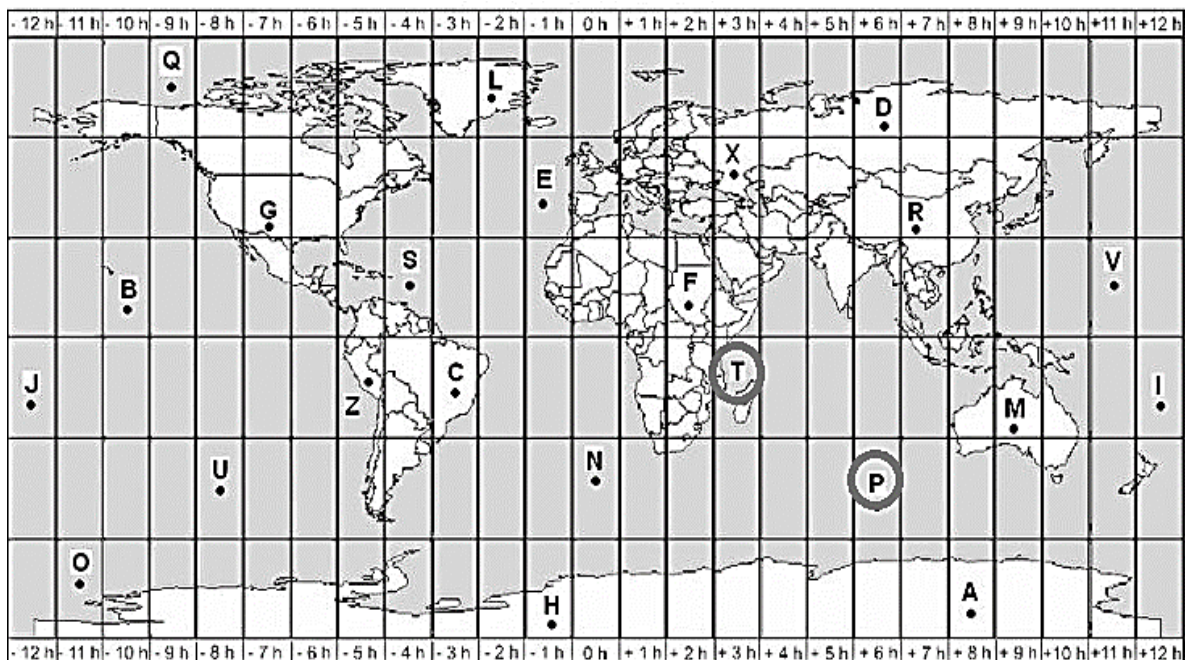 - 12 h - 11 h - 10 h - 9 h - 8 h - 7 h - 6 h - 5 h - 4 h - 3 h - 2 h - 1 h 0 h + 1 h + 2 h + 3 h + 4 h + 5 h + 6 h + 7 h + 8 h + 9 h +10 h +11 h +12 h
Q
L
D
X
E
G
R
S
V
B
F
T
J
C
I
Z
M
U
N
P
O
H
A
- 12 h - 11 h - 10 h - 9 h - 8 h - 7 h - 6 h - 5 h - 4 h - 3 h - 2 h - 1 h 0 h + 1 h + 2 h + 3 h + 4 h + 5 h + 6 h + 7 h + 8 h + 9 h +10 h +11 h +12 h